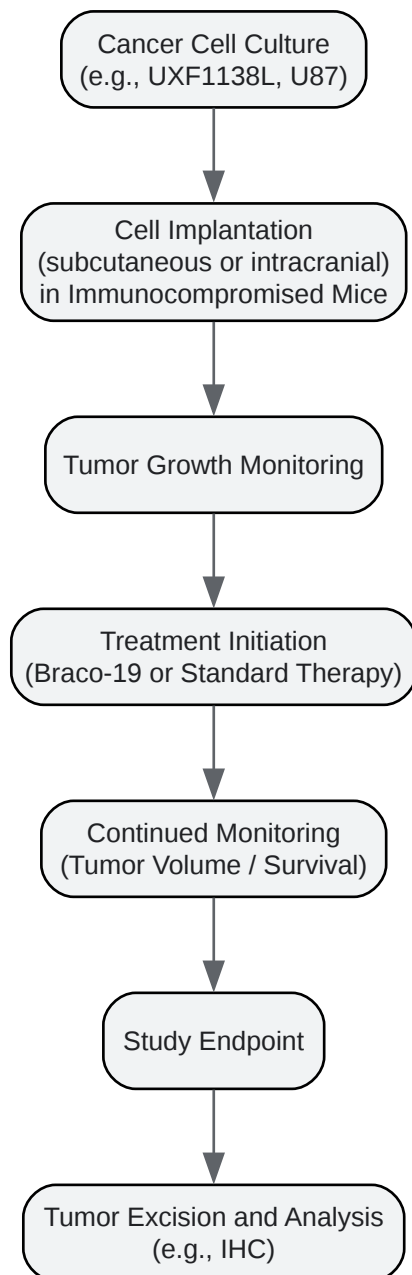 Cancer Cell Culture
(e.g., UXF1138L, U87)
Cell Implantation
(subcutaneous or intracranial)
in Immunocompromised Mice
Tumor Growth Monitoring
Treatment Initiation
(Braco-19 or Standard Therapy)
Continued Monitoring
(Tumor Volume / Survival)
Study Endpoint
Tumor Excision and Analysis
(e.g., IHC)